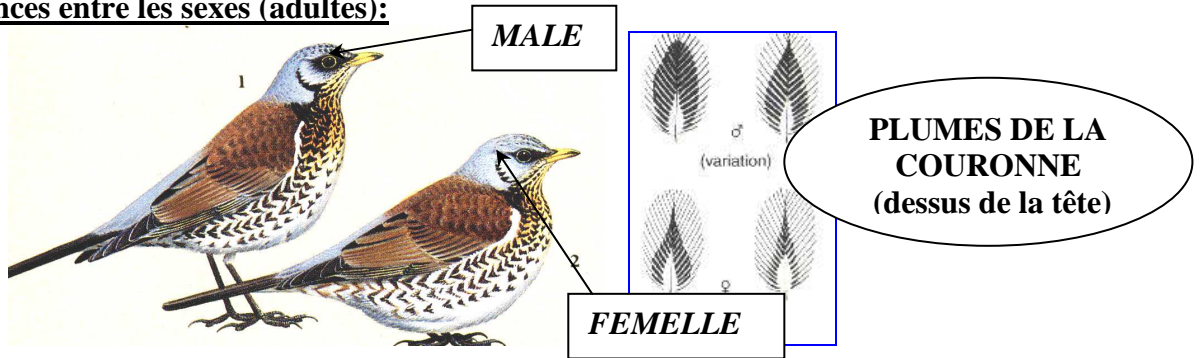 nces entre les sexes (adultes):
MALE
1
♂
(variation)
PLUMES DE LA
COURONNE
(dessus de la tête)
2
♀
FEMELLE